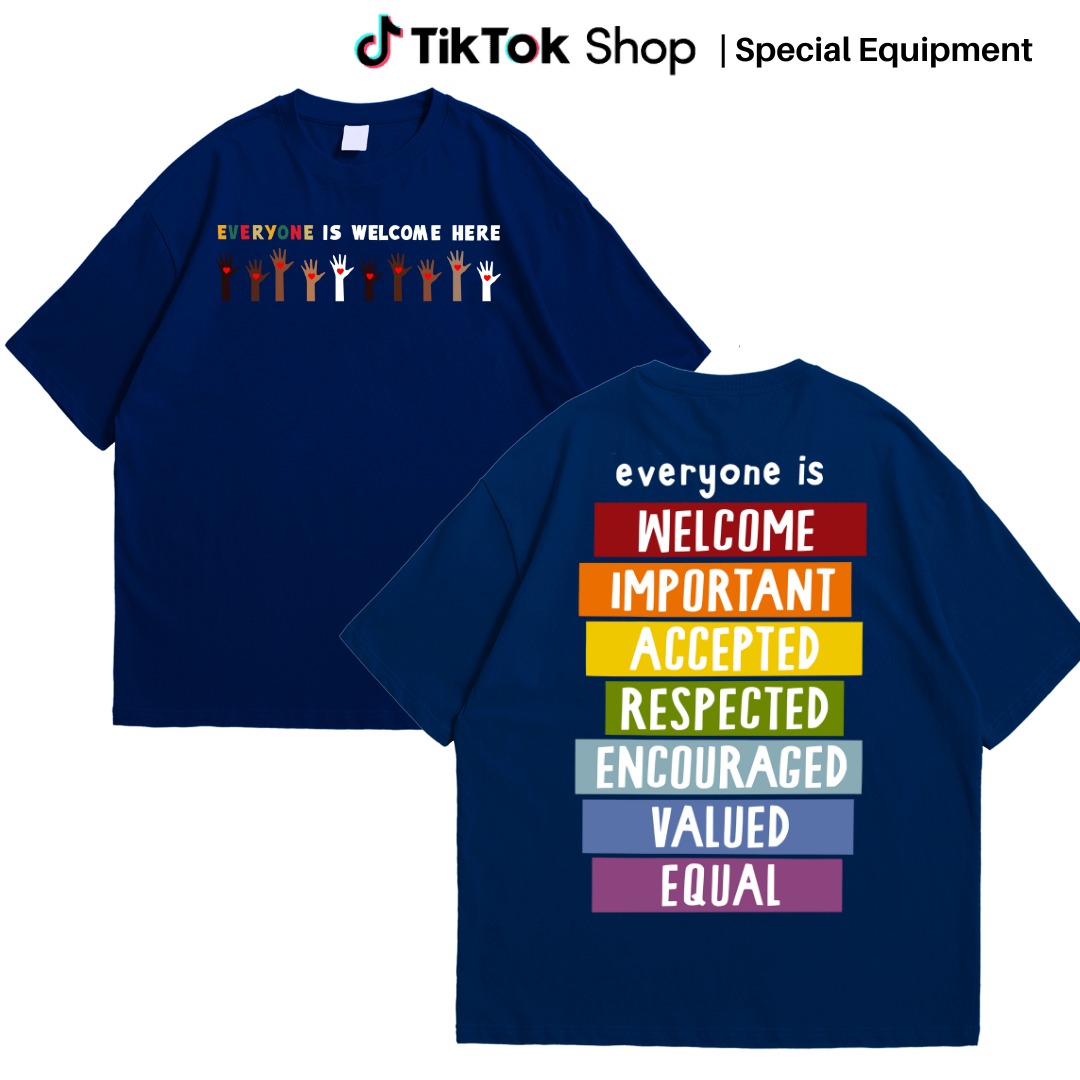 TikTok Shop | Special Equipment
EVERYONE IS WELCOME HERE
everyone is
WELCOME
IMPORTANT
ACCEPTED
RESPECTED
ENCOURAGED
VALUED
EQUAL